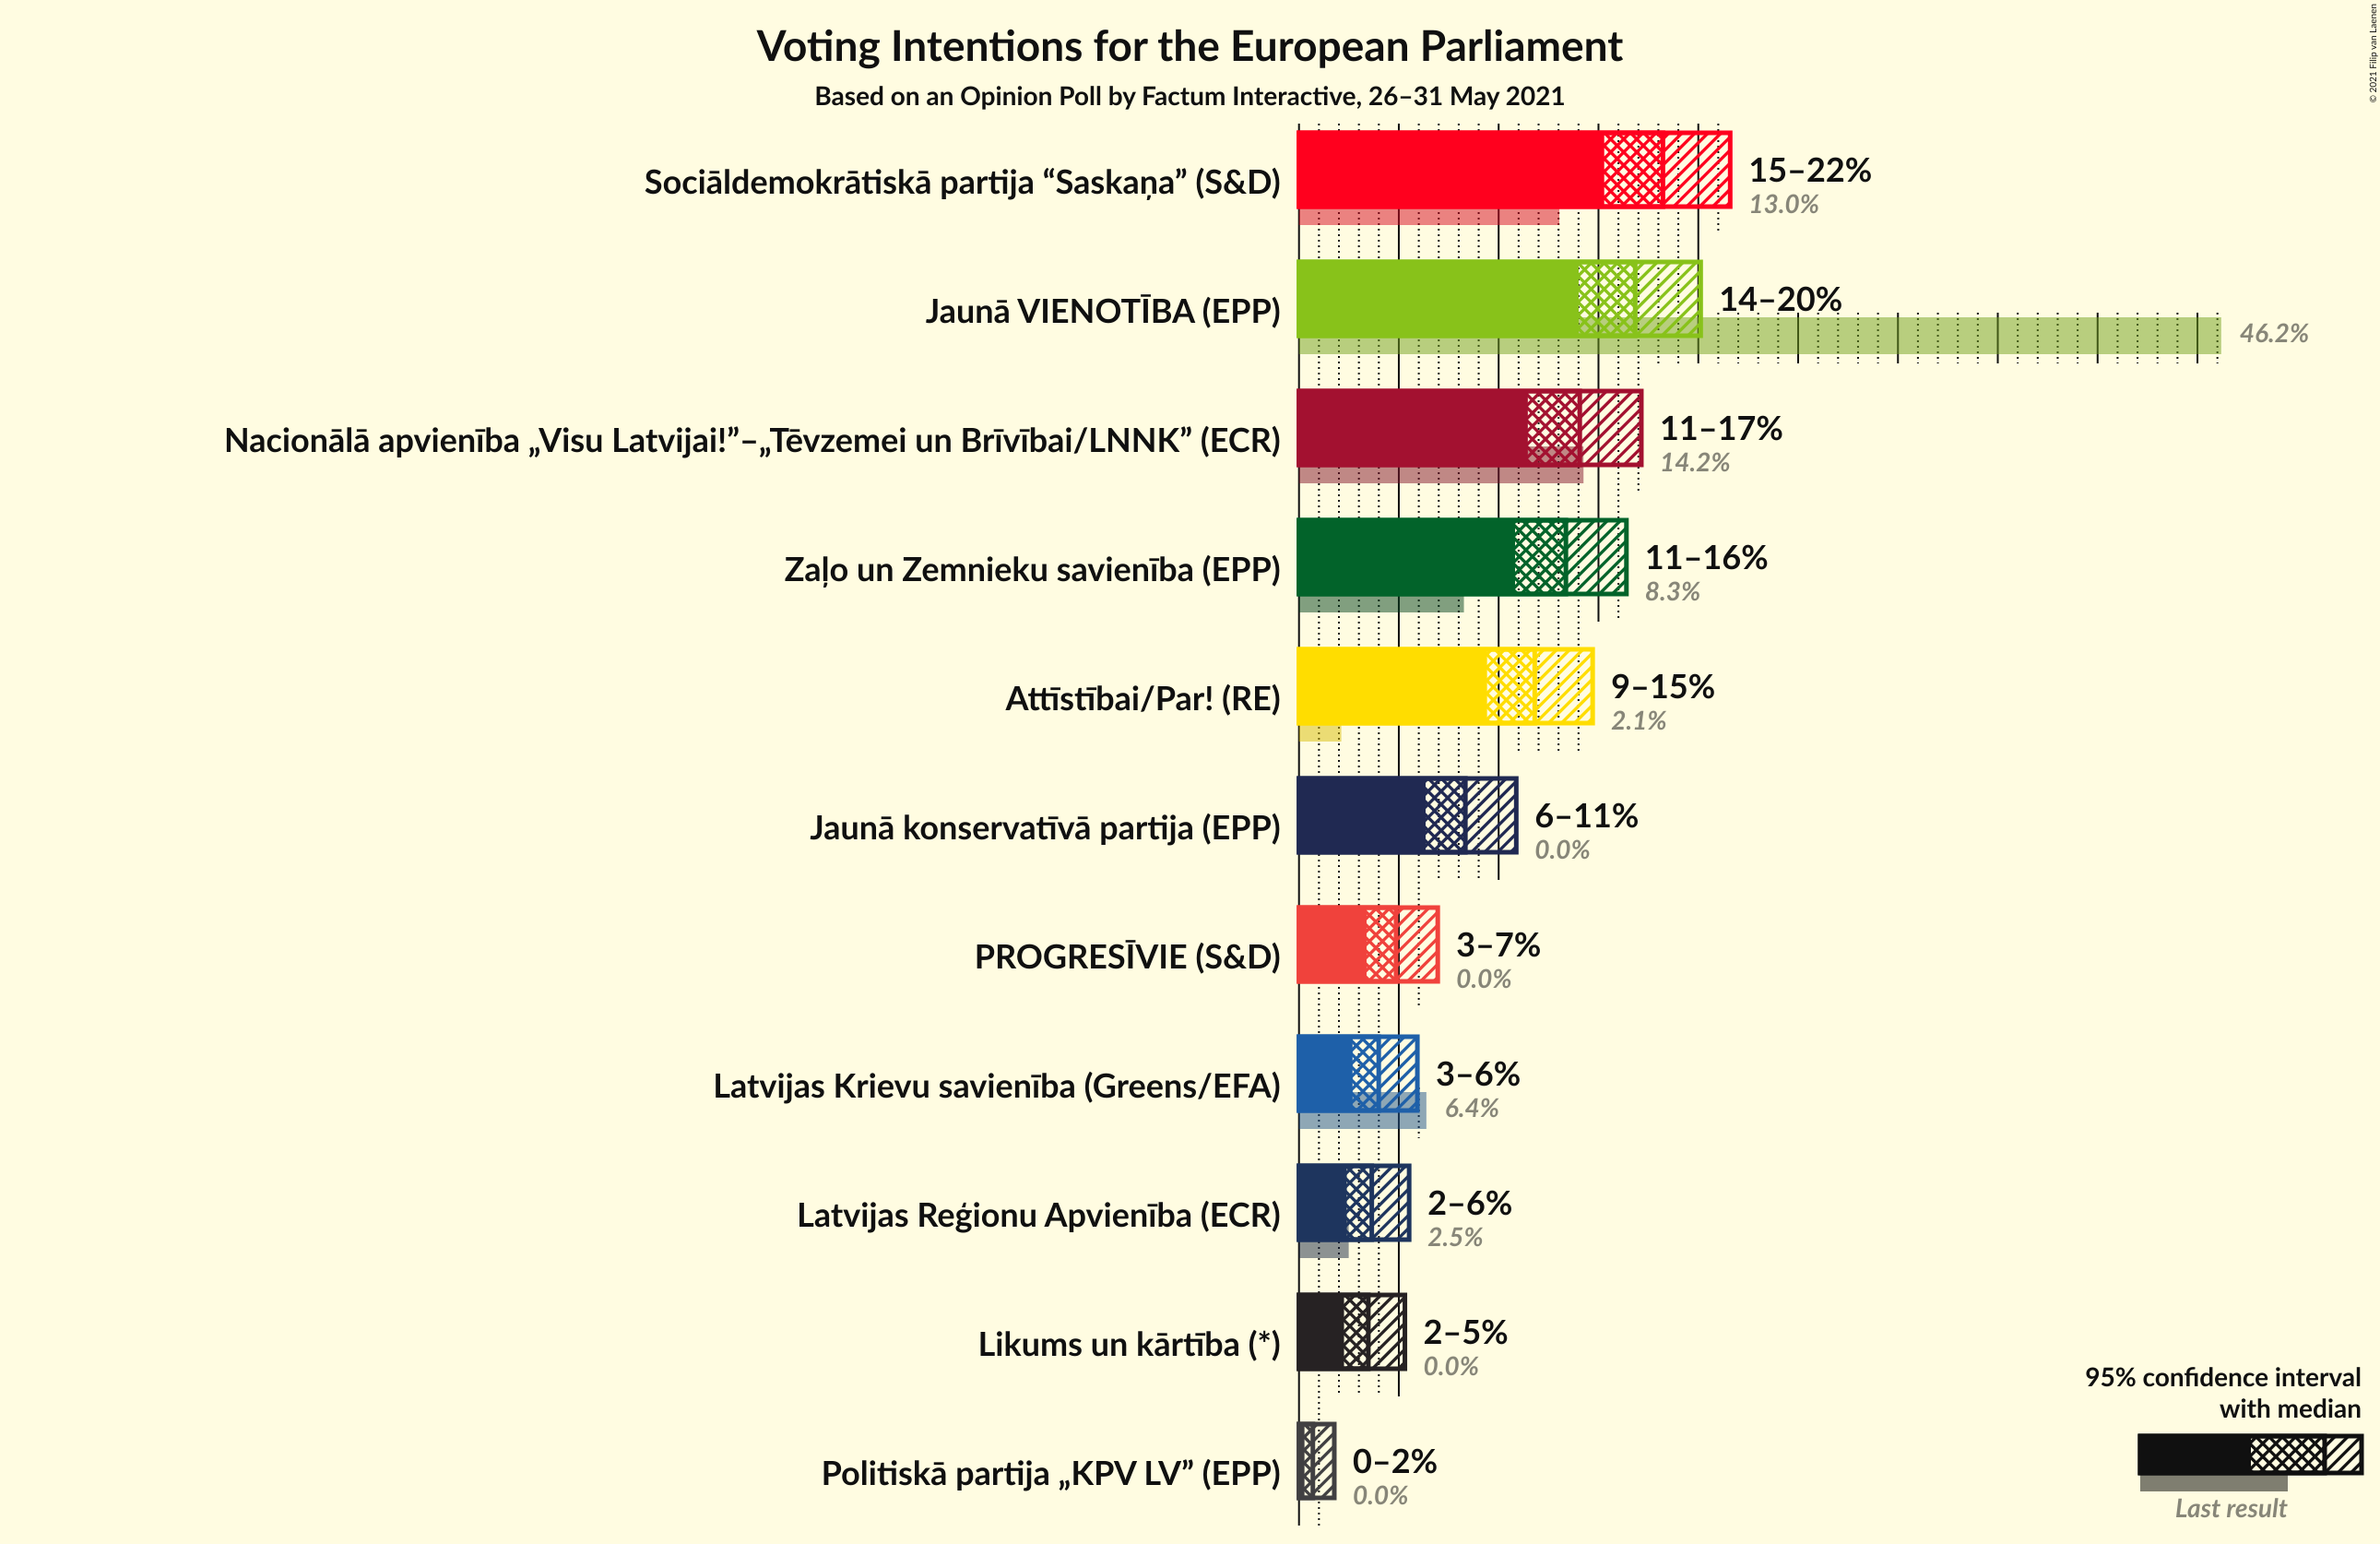 Voting Intentions for the European Parliament
Based on an Opinion Poll by Factum Interactive, 26–31 May 2021
© 2021 Filip van Laenen
Sociāldemokrātiskā partija “Saskaņa” (S&D)
15–22%
13.0%
Jaunā VIENOTĪBA (EPP)
14–20%
46.2%
Nacionālā apvienība „Visu Latvijai!”–„Tēvzemei un Brīvībai/LNNK” (ECR)
11–17%
14.2%
Zaļo un Zemnieku savienība (EPP)
11–16%
8.3%
Attīstībai/Par! (RE)
9–15%
2.1%
Jaunā konservatīvā partija (EPP)
6–11%
0.0%
PROGRESĪVIE (S&D)
3–7%
0.0%
Latvijas Krievu savienība (Greens/EFA)
3–6%
6.4%
Latvijas Reģionu Apvienība (ECR)
2–6%
2.5%
Likums un kārtība (*)
2–5%
0.0%
Politiskā partija „KPV LV” (EPP)
0–2%
0.0%
95% confidence interval
with median
Last result